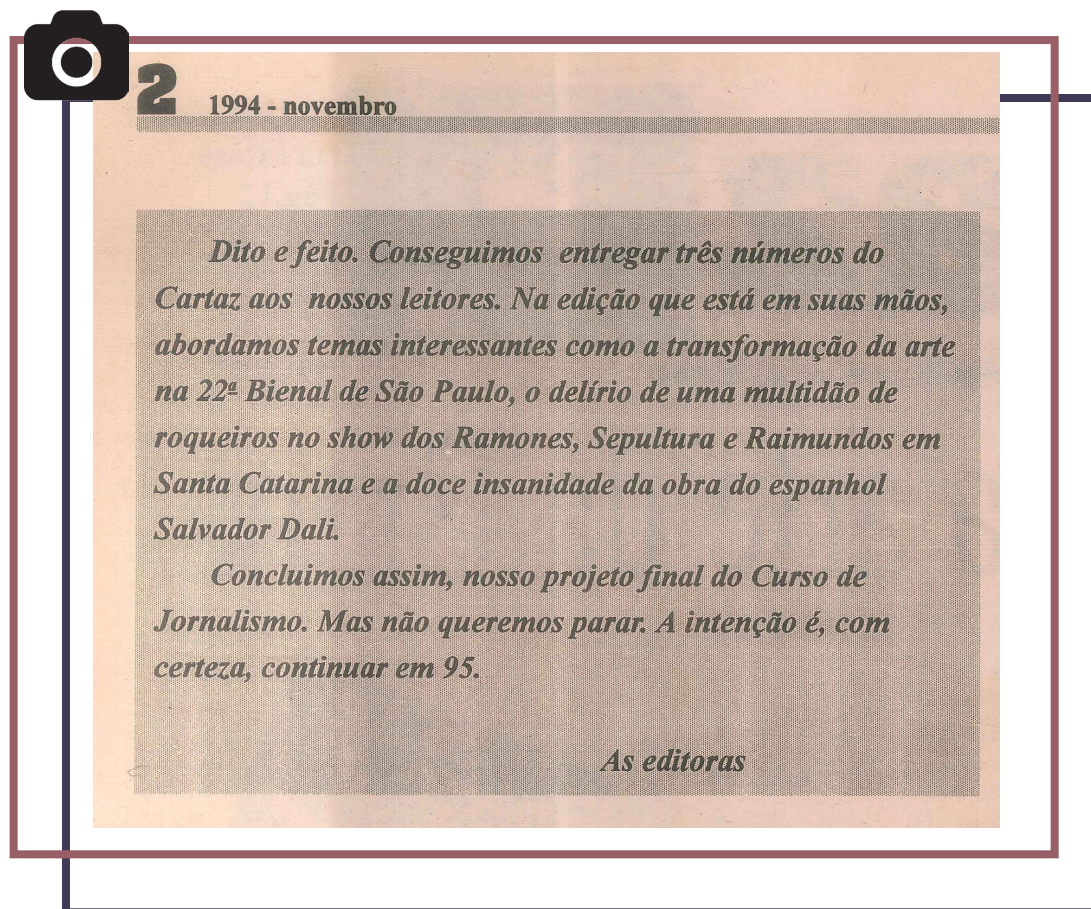 2 1994 - novembro
Dito e feito. Conseguimos entregar três números do
Cartaz aos nossos leitores. Na edição que está em suas mãos,
abordamos temas interessantes como a transformação da arte
na 22ª Bienal de São Paulo, o delírio de uma multidão de
roqueiros no show dos Ramones, Sepultura e Raimundos em
Santa Catarina e a doce insanidade da obra do espanhol
Salvador Dali.
Concluimos assim, nosso projeto final do Curso de
Jornalismo. Mas não queremos parar. A intenção é, com
certeza, continuar em 95.
As editoras